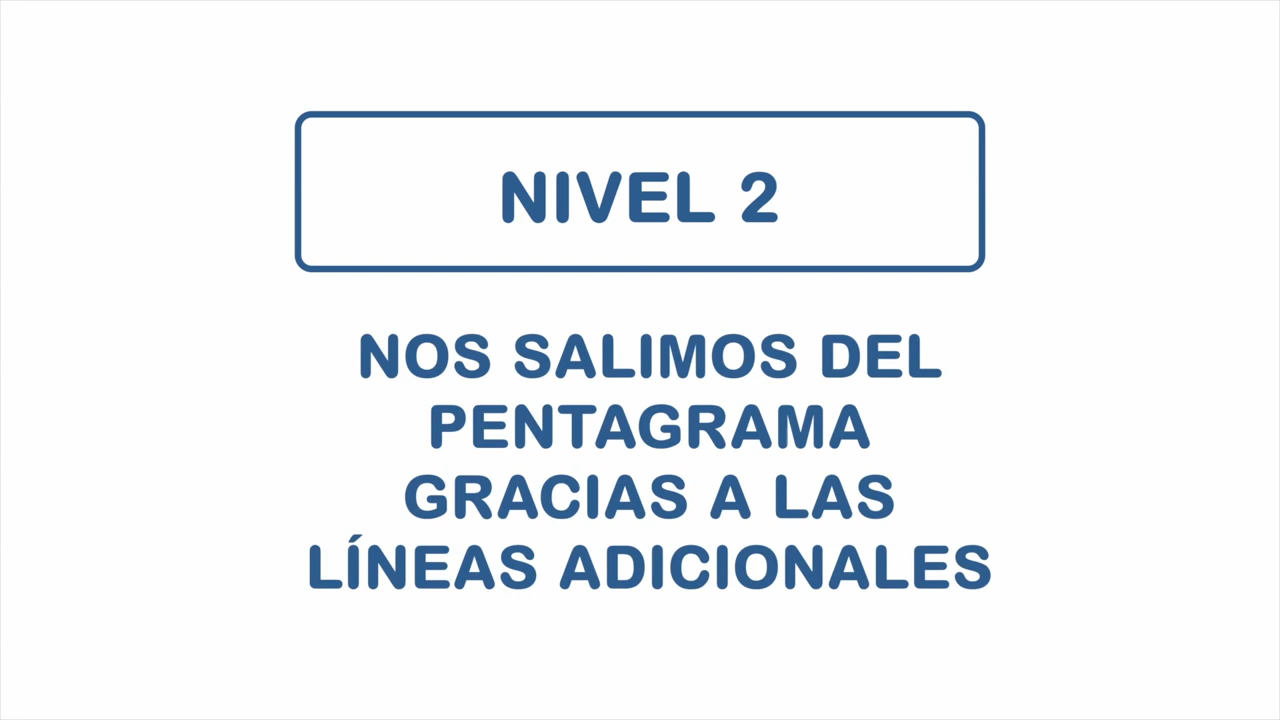 NIVEL 2
NOS SALIMOS DEL
PENTAGRAMA
GRACIAS A LAS
LÍNEAS ADICIONALES